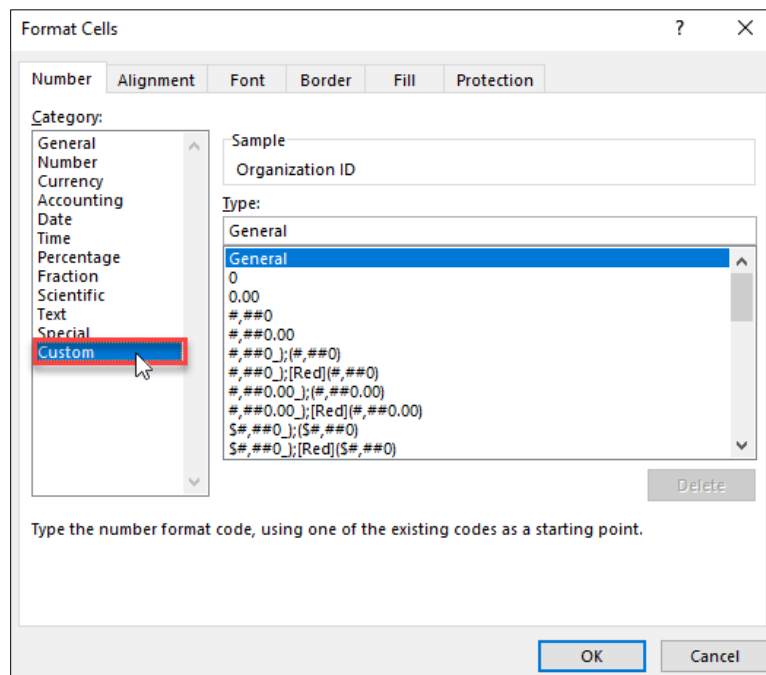 Format Cells
?
Number Alignment Font Border Fill Protection
Category:
General
Number
Currency
Accounting
Date
Time
Percentage
Fraction
Scientific
Text
Special
Custom
Sample
Organization ID
Type:
General
General
0
0.00
#,##0
#,##0.00
#,##0_);(#,##0)
#,##0_);[Red](#,##0)
#,##0.00_);(#,##0.00)
#,##0.00_);[Red](#,##0.00)
$#,##0_);($#,##0)
$#,##0_);[Red]($#,##0)
Delete
Type the number format code, using one of the existing codes as a starting point.
OK Cancel